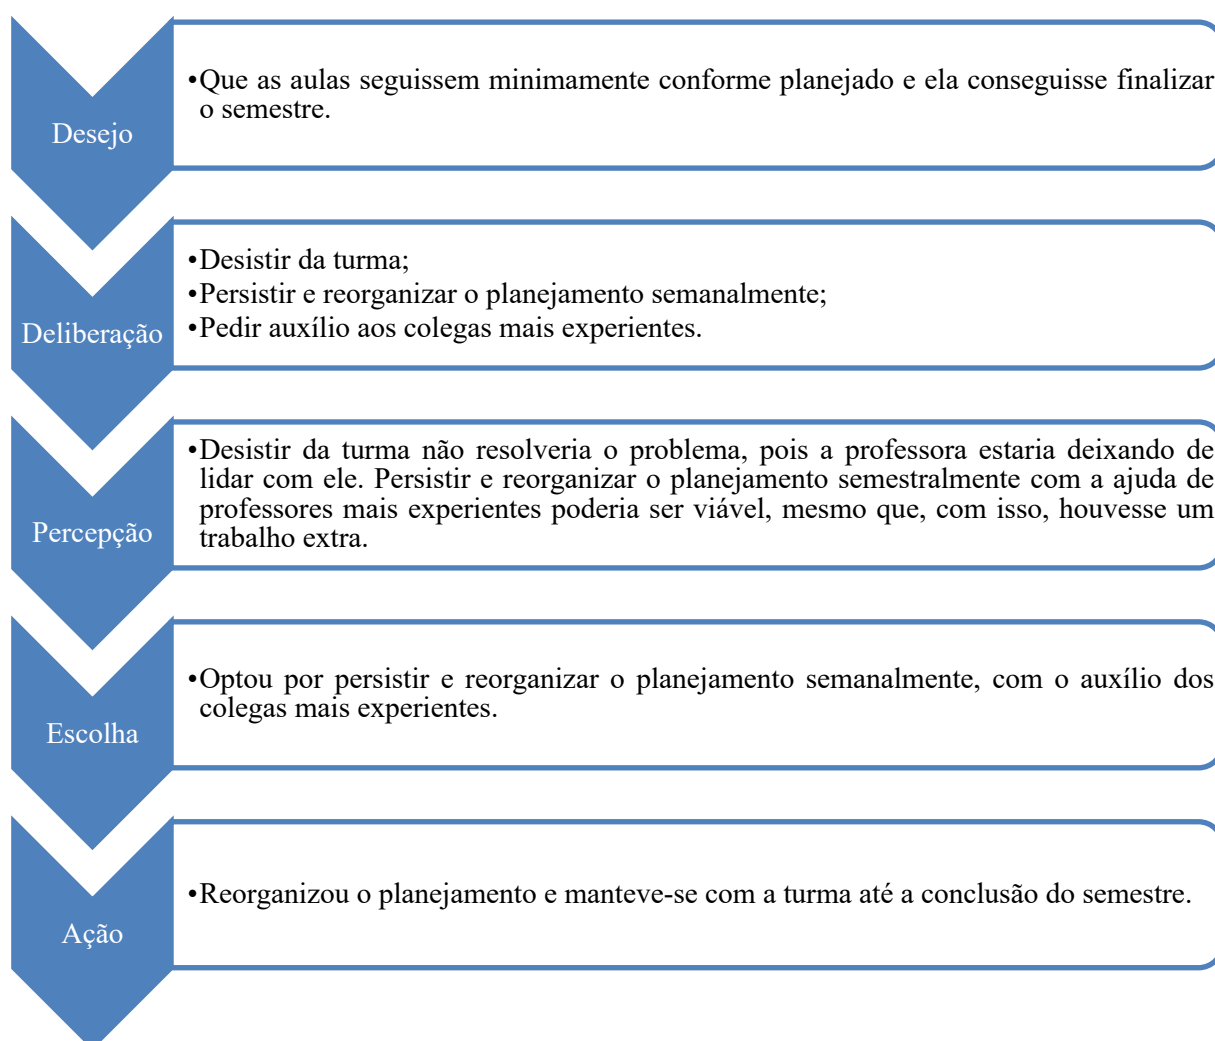 Desejo
•Que as aulas seguissem minimamente conforme planejado e ela conseguisse finalizar
o semestre.
Deliberação
•Desistir da turma;
•Persistir e reorganizar o planejamento semanalmente;
•Pedir auxílio aos colegas mais experientes.
Percepção
•Desistir da turma não resolveria o problema, pois a professora estaria deixando de
lidar com ele. Persistir e reorganizar o planejamento semestralmente com a ajuda de
professores mais experientes poderia ser viável, mesmo que, com isso, houvesse um
trabalho extra.
Escolha
•Optou por persistir e reorganizar o planejamento semanalmente, com o auxílio dos
colegas mais experientes.
Ação
•Reorganizou o planejamento e manteve-se com a turma até a conclusão do semestre.